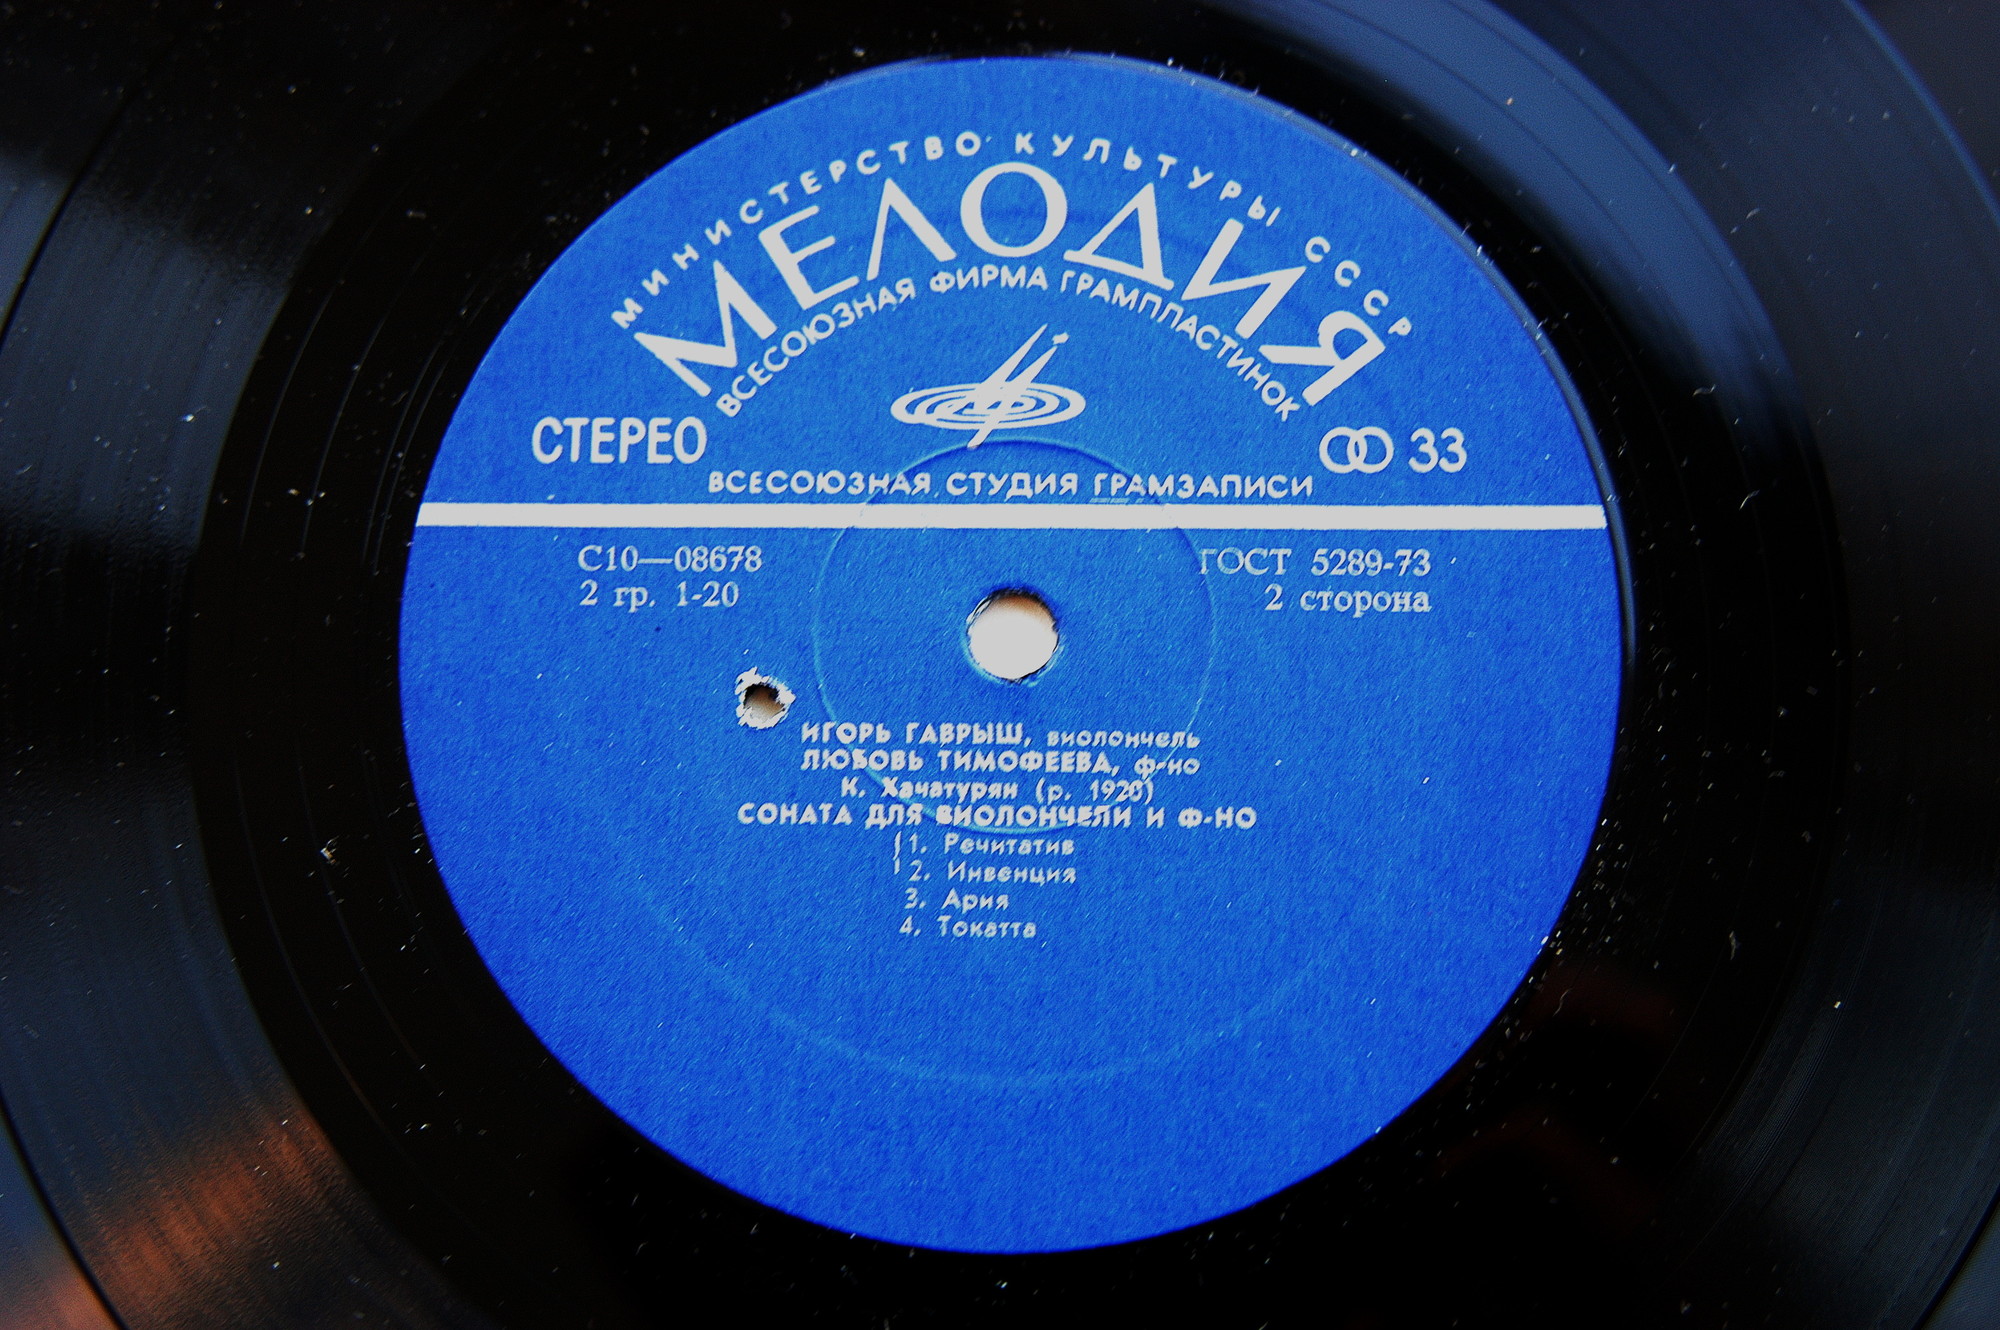 МИНИСТЕРСТВО КУЛЬТУРЫ СССР
МЕЛОДИЯ
ВСЕСОЮЗНАЯ ФИРМА ГРАМПЛАСТИНОК
СТЕРЕО
33
ВСЕСОЮЗНАЯ СТУДИЯ ГРАМЗАПИСИ
С10—08678
ГОСТ 5289-73
2 гр. 1-20
2 сторона
ИГОРЬ ГАВРЫШ, виолончель
ЛЮБОВЬ ТИМОФЕЕВА, ф-но
К. Хачатурян (р. 1920)
СОНАТА ДЛЯ ВИОЛОНЧЕЛИ И Ф-НО
1. Речитатив
2. Инвенция
3. Ария
4. Токатта